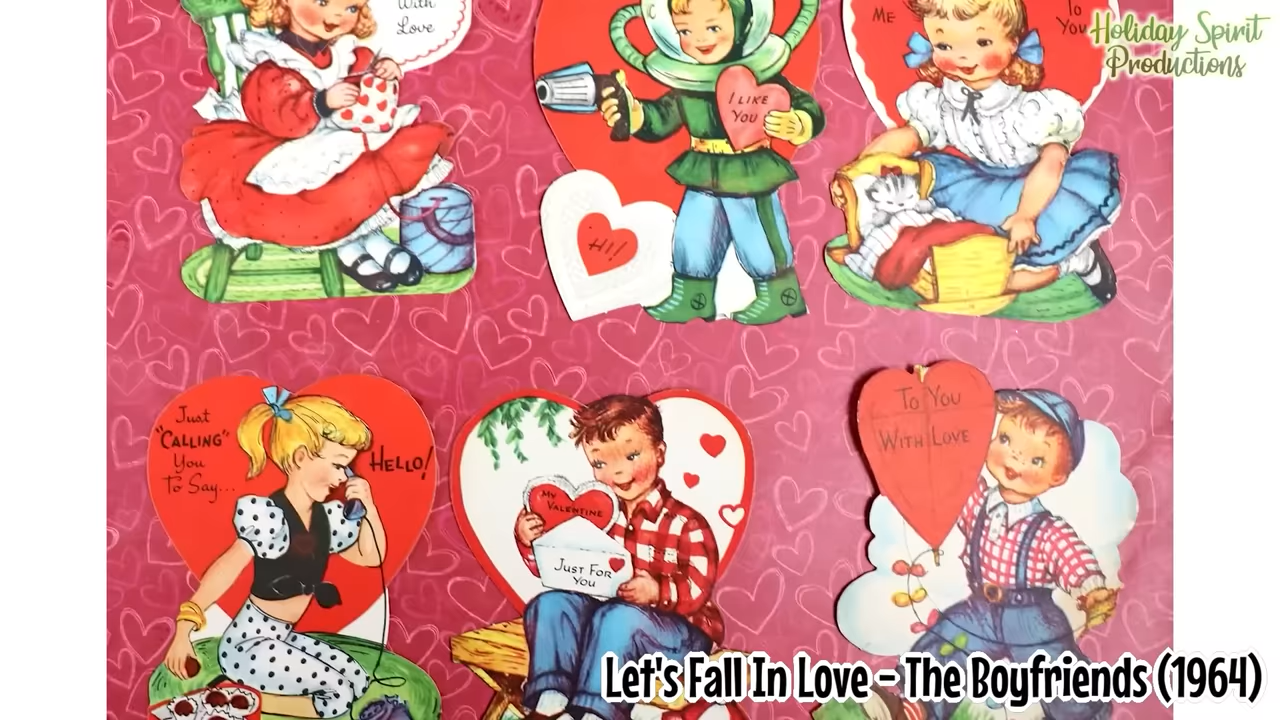 With
Love
I LIKE
YOU
HI!
ME
To
You
Holiday Spirit
Productions
Just
"CALLING"
You
To Say...
HELLO!
MY
VALENTINE
JUST FOR
YOU
To You
WITH LOVE
Let's Fall In Love - The Boyfriends (1964)